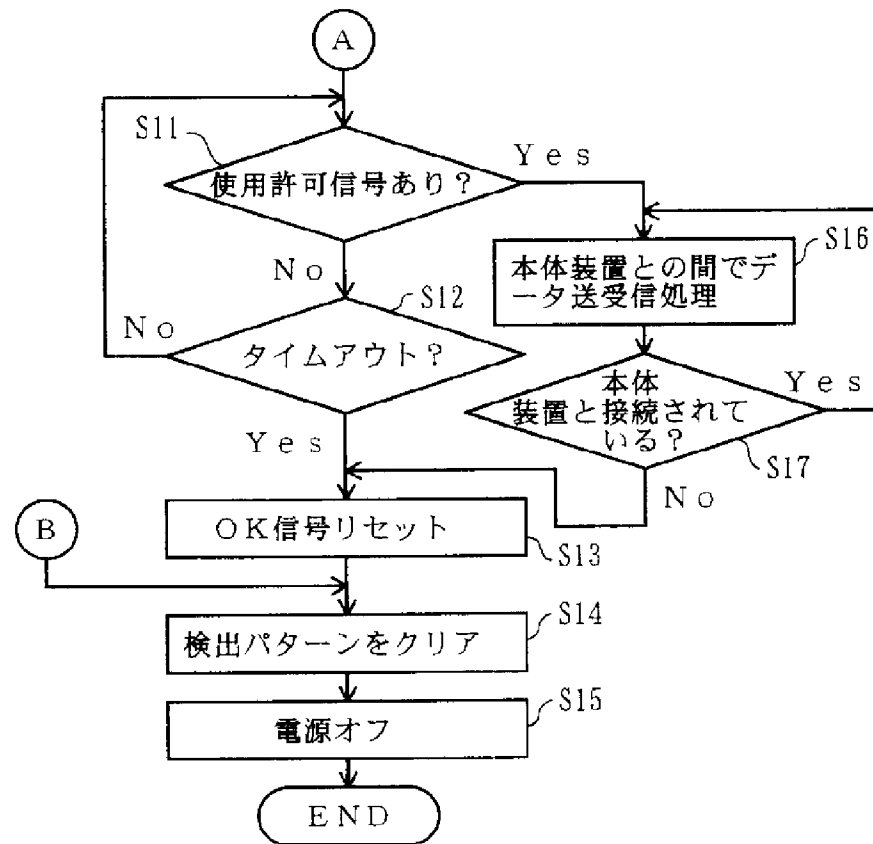 A
S11
Yes
使用許可信号あり?
S16
本体装置との間でデ
ータ送受信処理
No
S12
No
タイムアウト?
本体
装置と接続されて
いる?
Yes
S17
Yes
No
B
OK信号リセット
S13
検出パターンをクリア
S14
電源オフ
S15
END